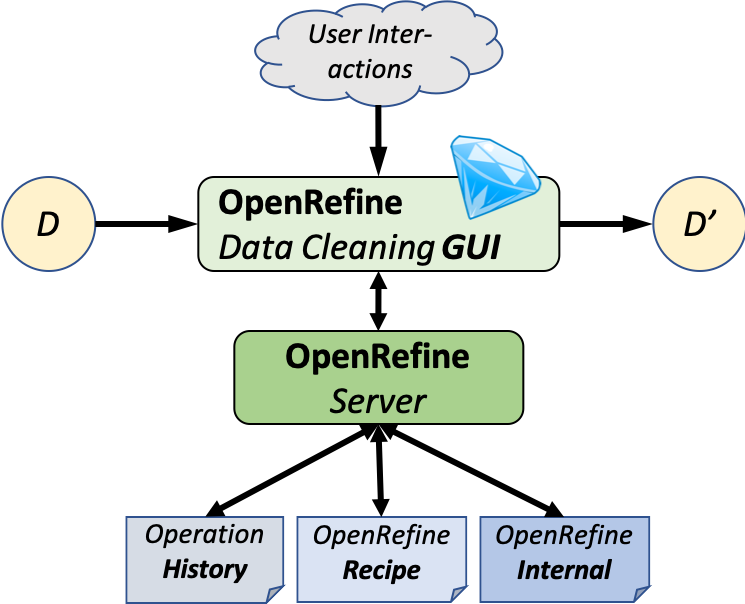 User Inter-
actions
D
OpenRefine
Data Cleaning GUI
D’
OpenRefine
Server
Operation
History
OpenRefine
Recipe
OpenRefine
Internal